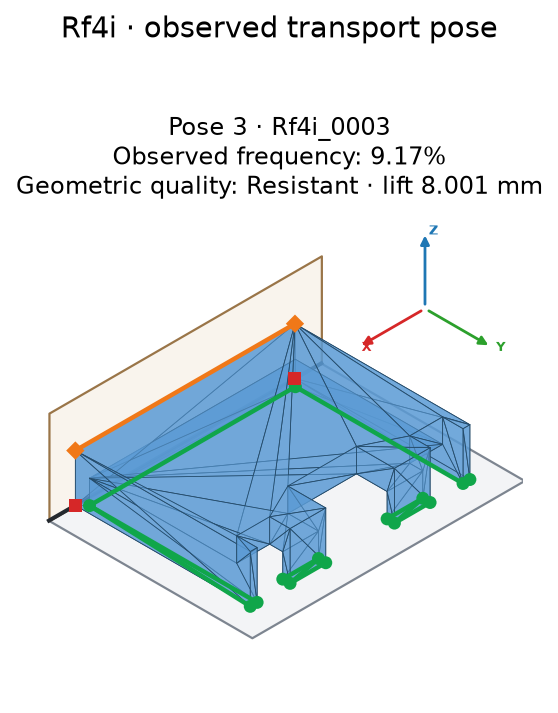 Rf4i · observed transport pose
Pose 3 · Rf4i_0003
Observed frequency: 9.17%
Geometric quality: Resistant · lift 8.001 mm
Z
X
Y